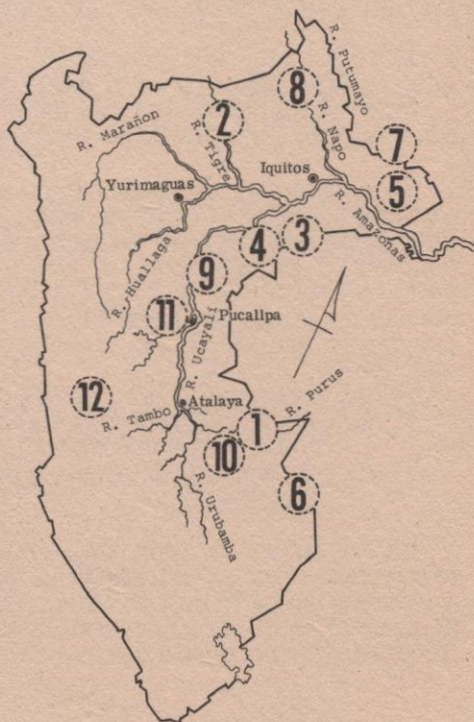 R. Putumayo
8
R. Napo
2
R. Marañon
R. Tigre
7
Iquitos
5
Yurimaguas
R. Amazonas
3
4
R. Huallaga
9
11
Pucallpa
R. Ucayali
12
Atalaya
R. Purus
R. Tambo
1
10
6
R. Urubamba